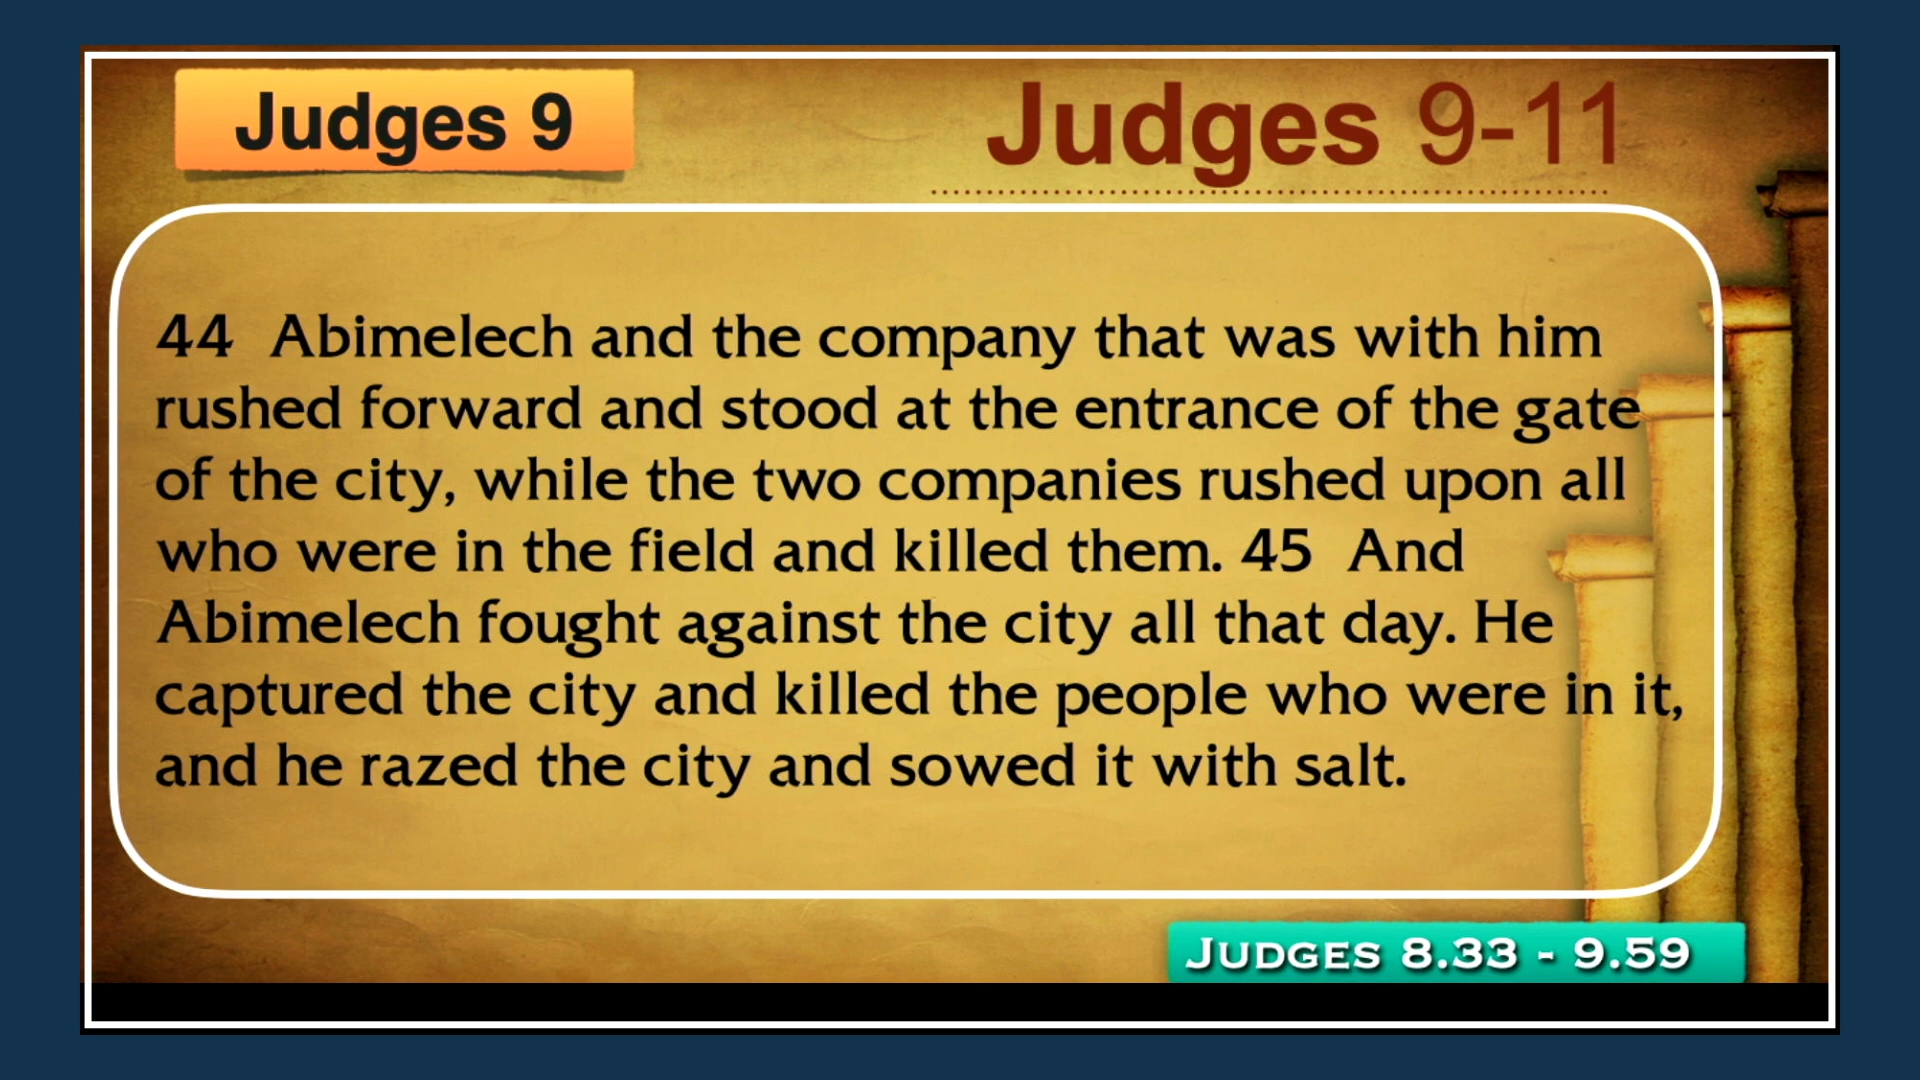 Judges 9
Judges 9-11
44 Abimelech and the company that was with him
rushed forward and stood at the entrance of the gate
of the city, while the two companies rushed upon all
who were in the field and killed them. 45 And
Abimelech fought against the city all that day. He
captured the city and killed the people who were in it,
and he razed the city and sowed it with salt.
JUDGES 8.33 - 9.59